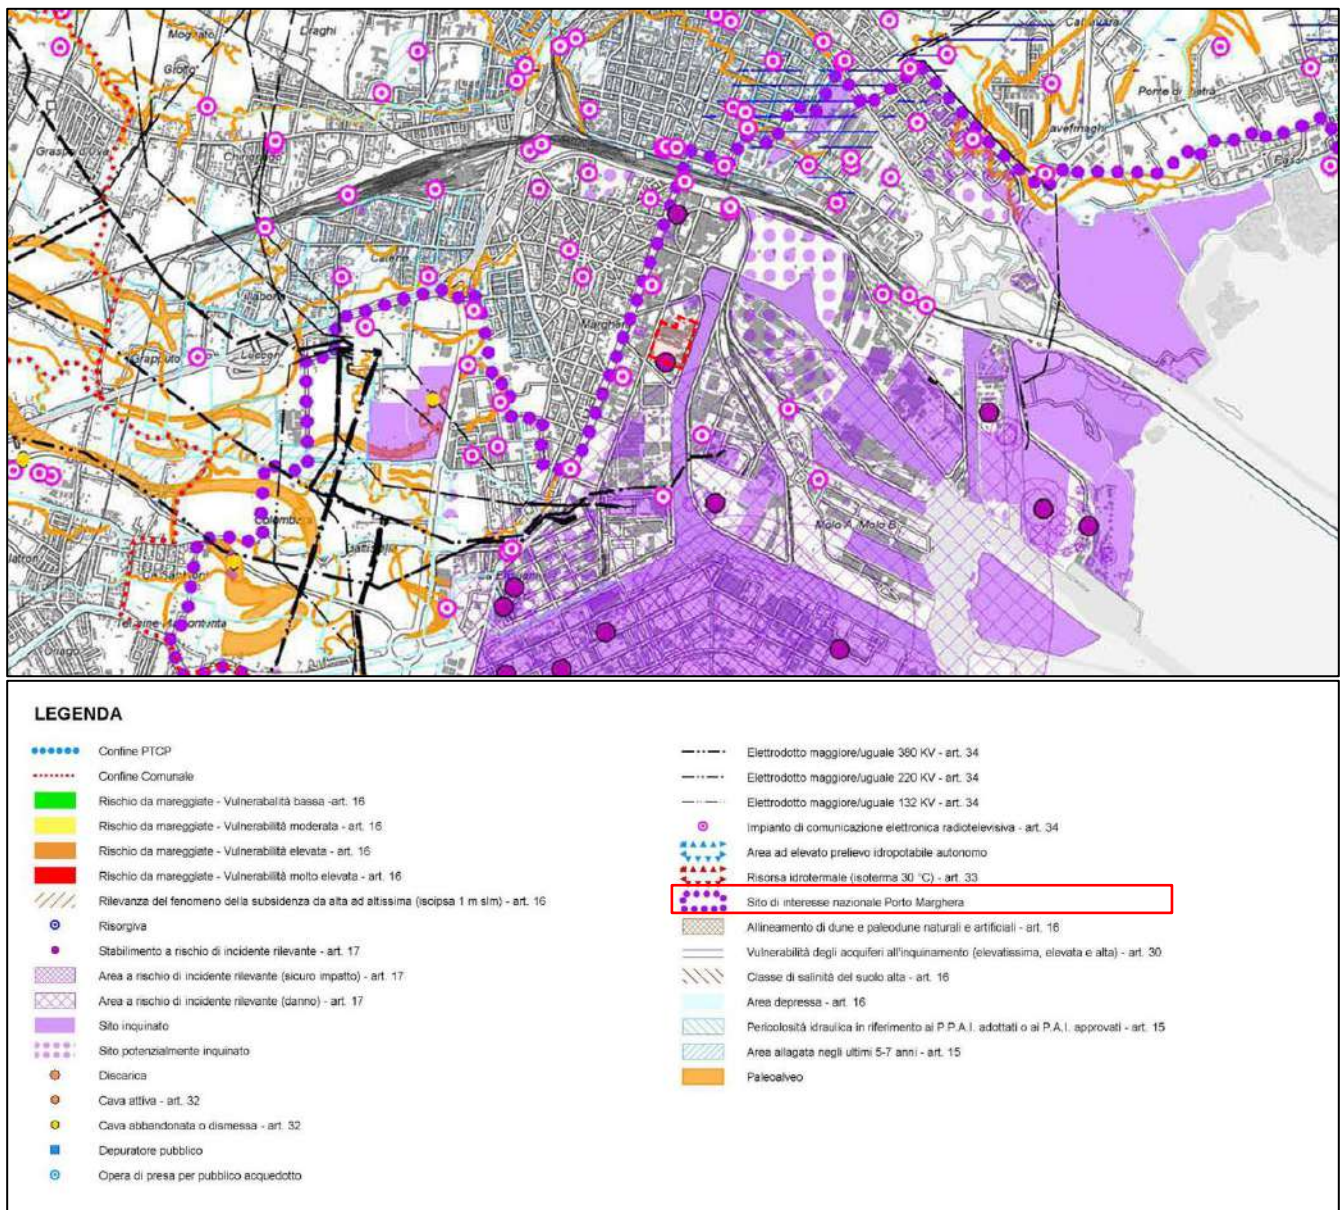 Mognato
Draghi
Ponte di Pietra
Chirignago
Catene
Villabona
Grapputo
Colombara
Molo A, Molo B
Oriago
LEGENDA
Confine PTCP
Confine Comunale
Rischio da mareggiate - Vulnerabalità bassa -art. 16
Rischio da mareggiate - Vulnerabilità moderata - art. 16
Rischio da mareggiate - Vulnerabilità elevata - art. 16
Rischio da mareggiate - Vulnerabilità molto elevata - art. 16
Rilevanza del fenomeno della subsidenza da alta ad altissima (iscipsa 1 m slm) - art. 16
Risorgiva
Stabilimento a rischio di incidente rilevante - art. 17
Area a rischio di incidente rilevante (sicuro impatto) - art. 17
Area a rischio di incidente rilevante (danno) - art. 17
Sito inquinato
Sito potenzialmente inquinato
Discarica
Cava attiva - art. 32
Cava abbandonata o dismessa - art. 32
Depuratore pubblico
Opera di presa per pubblico acquedotto
Elettrodotto maggiore/uguale 380 KV - art. 34
Elettrodotto maggiore/uguale 220 KV - art. 34
Elettrodotto maggiore/uguale 132 KV - art. 34
Impianto di comunicazione elettronica radiotelevisiva - art. 34
Area ad elevato prelievo idropotabile autonomo
Risorsa idrotermale (isoterma 30 °C) - art. 33
Sito di interesse nazionale Porto Marghera
Allineamento di dune e paleodune naturali e artificiali - art. 16
Vulnerabilità degli acquiferi all'inquinamento (elevatissima, elevata e alta) - art. 30
Classe di salinità del suolo alta - art. 16
Area depressa - art. 16
Pericolosità idraulica in riferimento ai P.P.A.I. adottati o ai P.A.I. approvati - art. 15
Area allagata negli ultimi 5-7 anni - art. 15
Paleoalveo